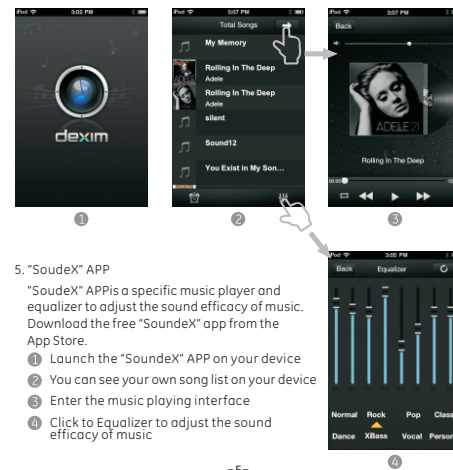 iPod 3:02 PM
dexim
1
iPod 3:07 PM
Total Songs
My Memory
Rolling In The Deep
Adele
Rolling In The Deep
Adele
silent
Sound12
You Exist in My Son...
2
iPod 3:07 PM
Back
ADELE 21
Rolling In The Deep
00:00
3
5. "SoudeX" APP
"SoudeX" APPis a specific music player and
equalizer to adjust the sound efficacy of music.
Download the free "SoundeX" app from the
App Store.
1 Launch the "SoundeX" APP on your device
2 You can see your own song list on your device
3 Enter the music playing interface
4 Click to Equalizer to adjust the sound
efficacy of music
iPod 3:05 PM
Back Equalizer
Normal Rock Pop Class
Dance XBass Vocal Person
4
-5-